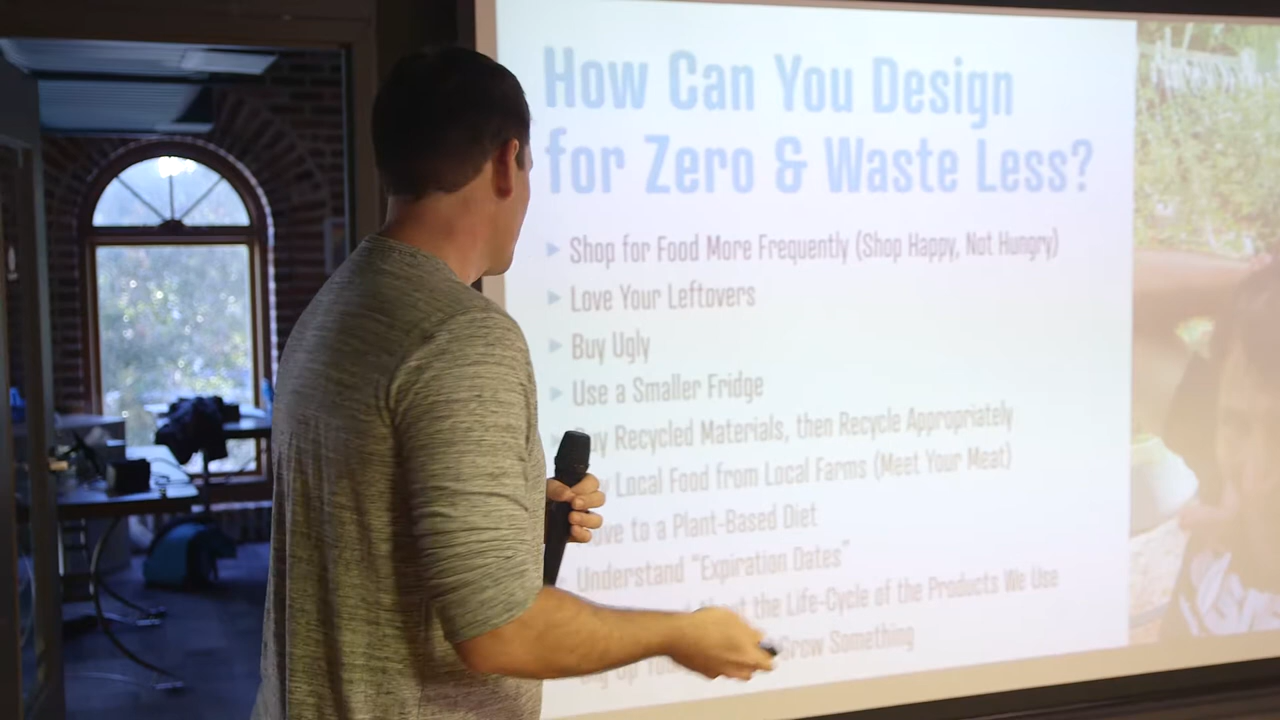 How Can You Design
for Zero & Waste Less?
Shop for Food More Frequently (Shop Happy, Not Hungry)
Love Your Leftovers
Buy Ugly
Use a Smaller Fridge
Buy Recycled Materials, then Recycle Appropriately
Local Food from Local Farms (Meet Your Meat)
to a Plant-Based Diet
Understand “Expiration Dates”
the Life-Cycle of the Products We Use
Up Grow Something